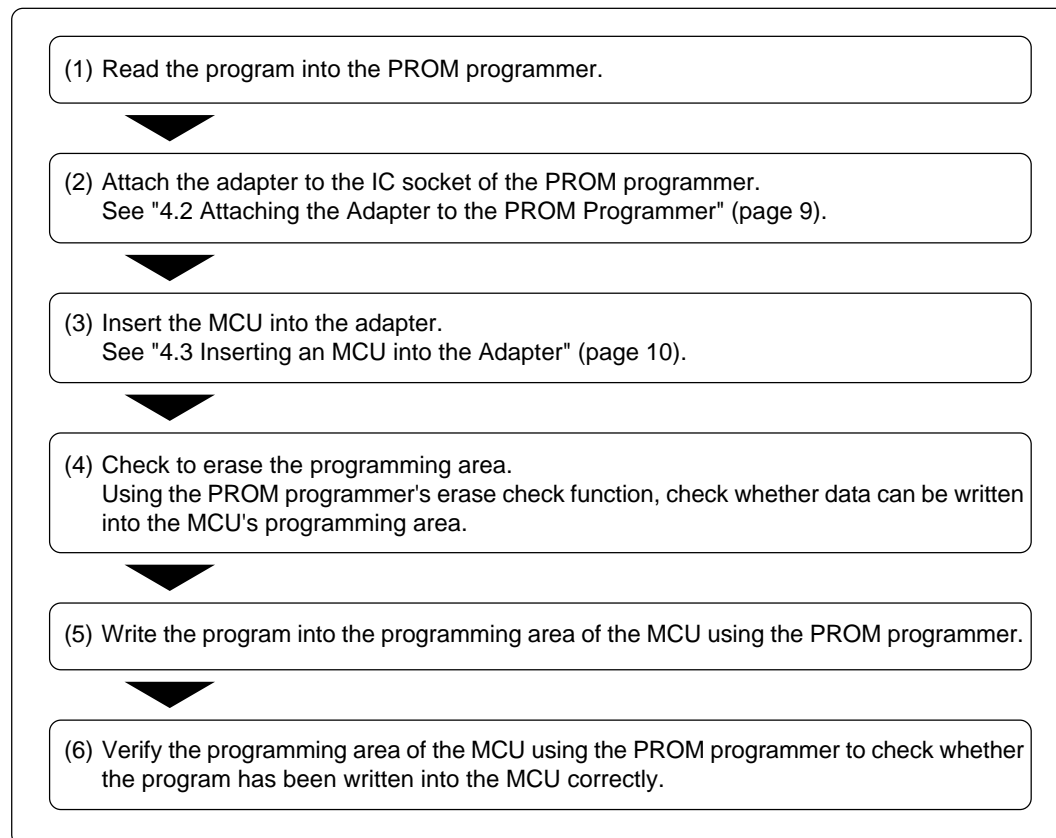 (1) Read the program into the PROM programmer.
(2) Attach the adapter to the IC socket of the PROM programmer.
See "4.2 Attaching the Adapter to the PROM Programmer" (page 9).
(3) Insert the MCU into the adapter.
See "4.3 Inserting an MCU into the Adapter" (page 10).
(4) Check to erase the programming area.
Using the PROM programmer's erase check function, check whether data can be written
into the MCU's programming area.
(5) Write the program into the programming area of the MCU using the PROM programmer.
(6) Verify the programming area of the MCU using the PROM programmer to check whether
the program has been written into the MCU correctly.